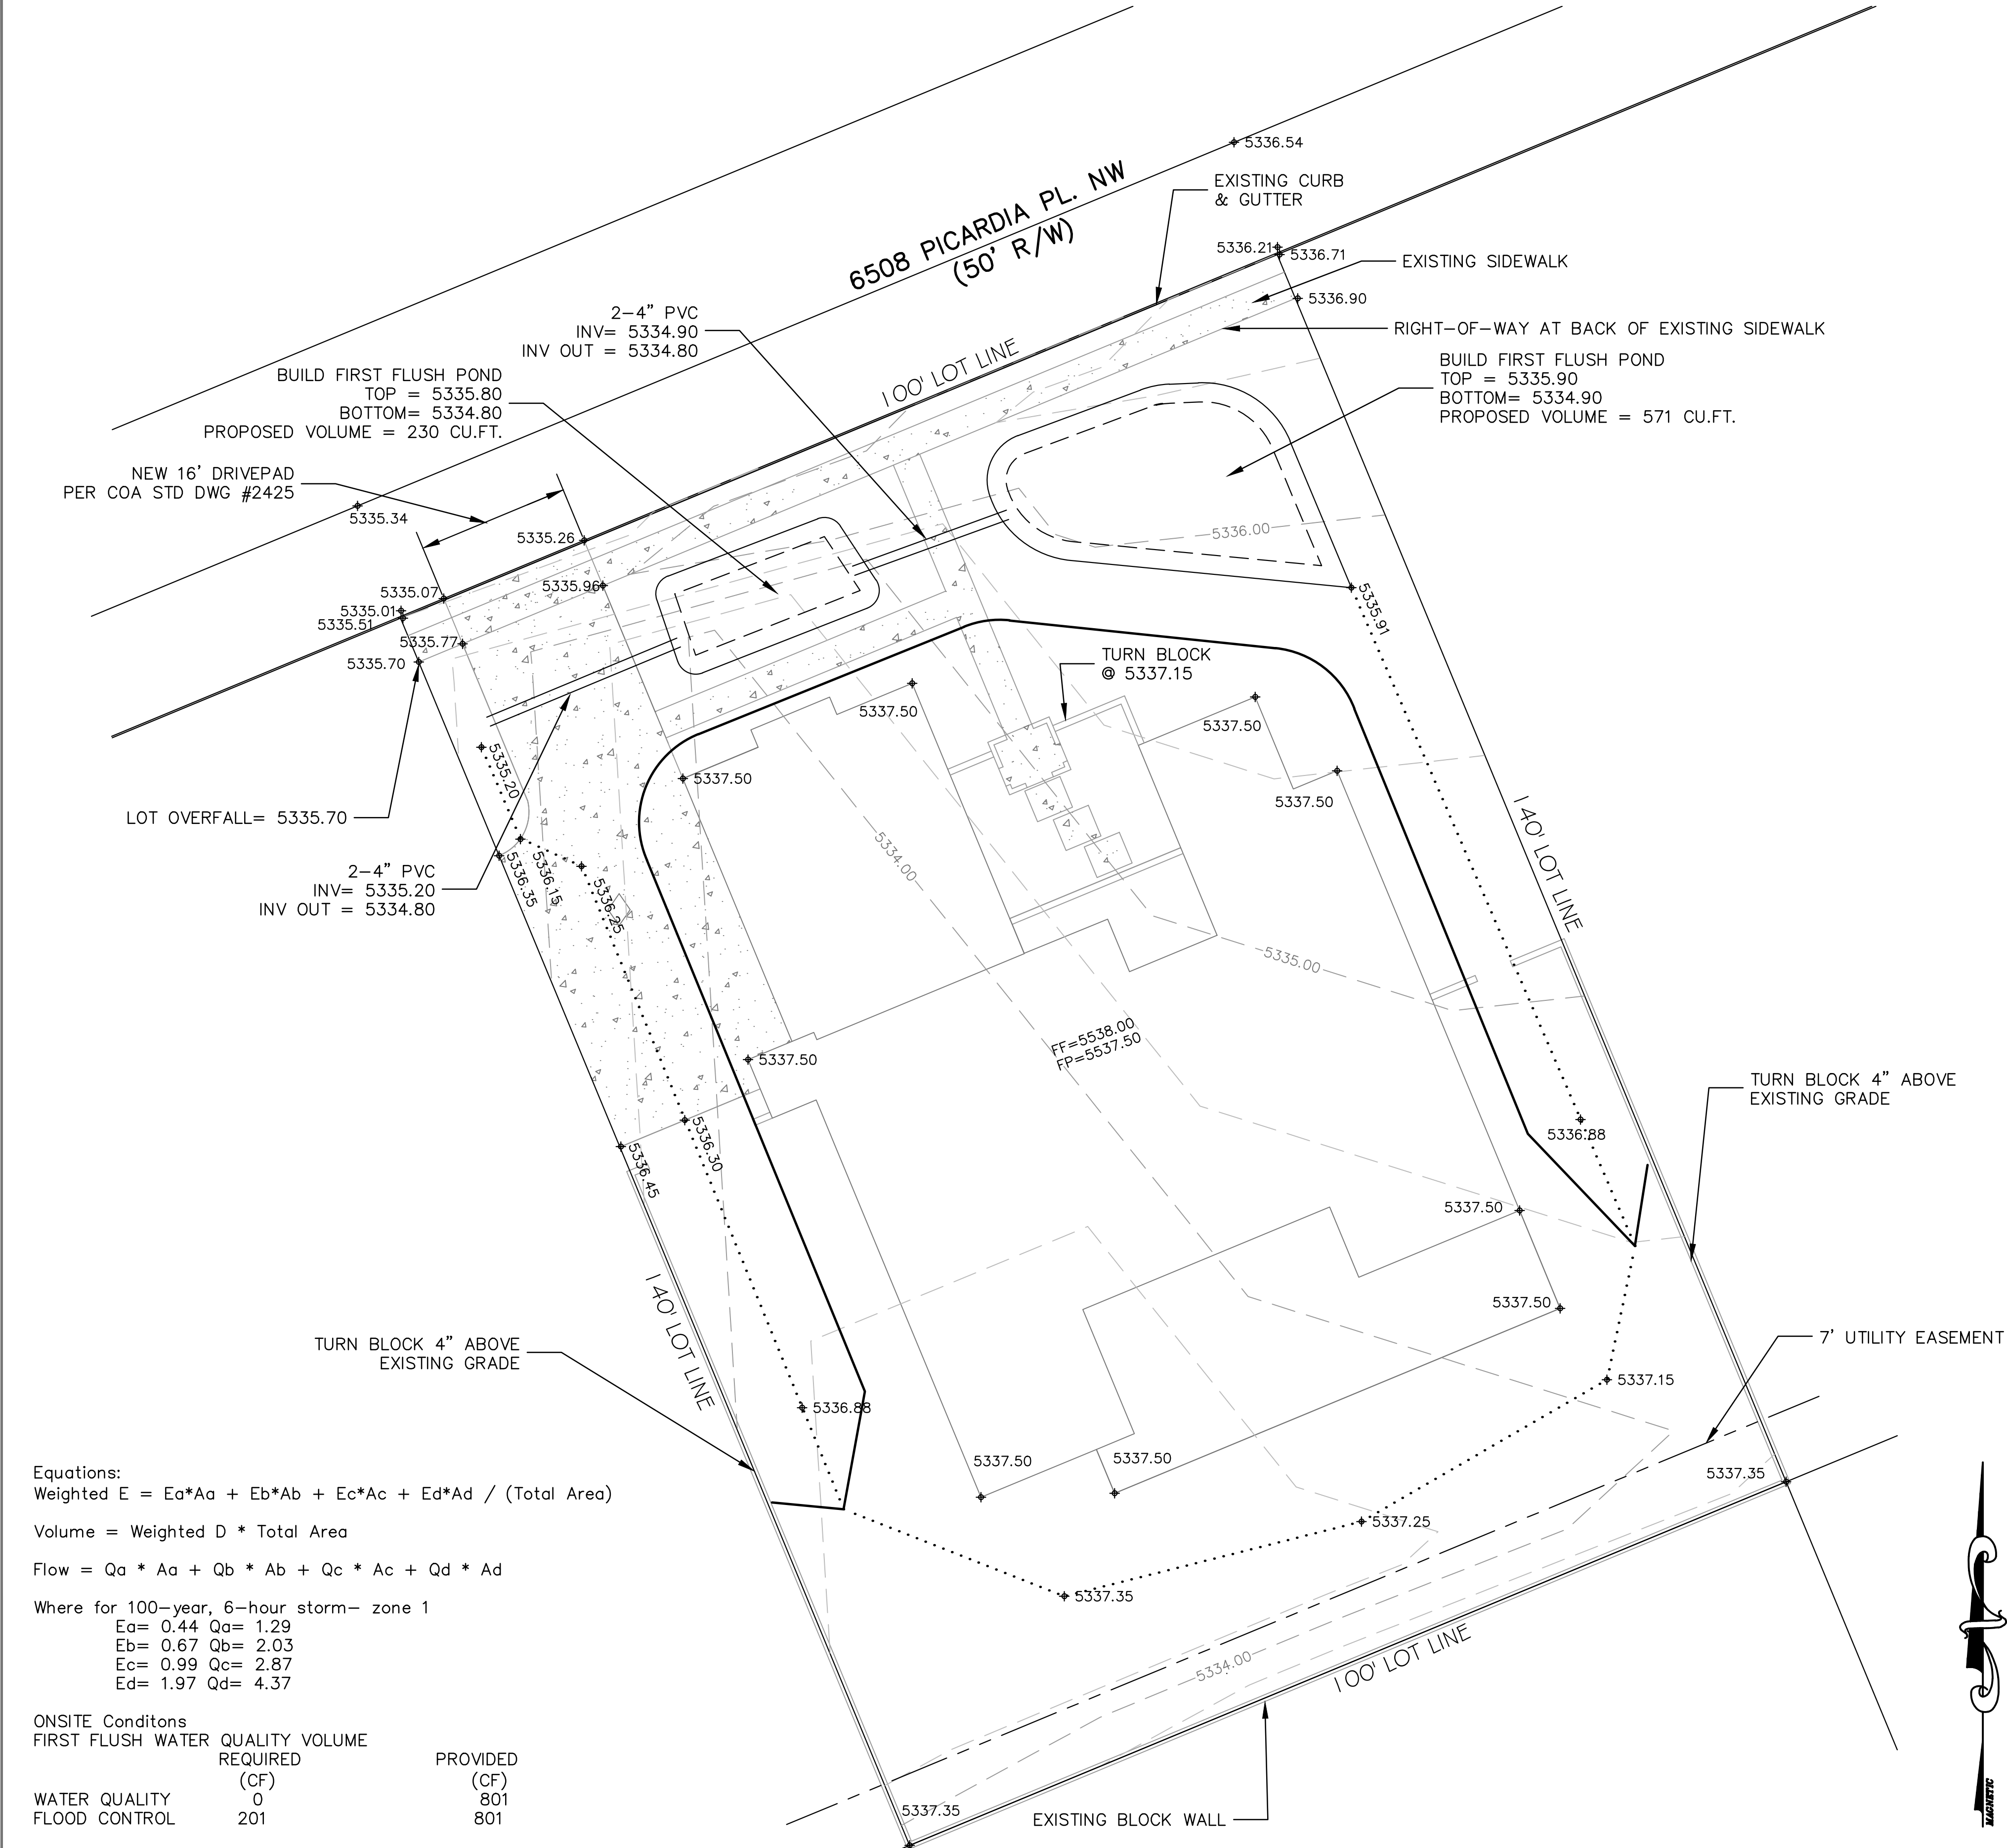 5336.54
EXISTING CURB
& GUTTER
6508 PICARDIA PL. NW
(50' R/W)
5336.21
5336.71
EXISTING SIDEWALK
5336.90
2-4" PVC
INV= 5334.90
INV OUT = 5334.80
RIGHT-OF-WAY AT BACK OF EXISTING SIDEWALK
100' LOT LINE
BUILD FIRST FLUSH POND
TOP = 5335.90
BOTTOM= 5334.90
PROPOSED VOLUME = 571 CU.FT.
BUILD FIRST FLUSH POND
TOP = 5335.80
BOTTOM= 5334.80
PROPOSED VOLUME = 230 CU.FT.
NEW 16' DRIVEPAD
PER COA STD DWG #2425
5335.34
5335.26
5336.00
5335.96
5335.07
5335.01
5335.51
5335.77
5335.70
5335.91
TURN BLOCK
@ 5337.15
5337.50
5337.50
5337.50
5337.50
5335.20
LOT OVERFALL= 5335.70
5334.00
140' LOT LINE
5336.35
5336.15
5336.25
2-4" PVC
INV= 5335.20
INV OUT = 5334.80
5335.00
FF=5538.00
FP=5537.50
5337.50
TURN BLOCK 4" ABOVE
EXISTING GRADE
5336.88
5336.30
5336.45
5337.50
5337.50
140' LOT LINE
TURN BLOCK 4" ABOVE
EXISTING GRADE
7' UTILITY EASEMENT
5337.15
5336.88
5337.50
5337.50
5337.35
5337.25
5337.35
5334.00
100' LOT LINE
5337.35
EXISTING BLOCK WALL
Equations:
Weighted E = Ea*Aa + Eb*Ab + Ec*Ac + Ed*Ad / (Total Area)
Volume = Weighted D * Total Area
Flow = Qa * Aa + Qb * Ab + Qc * Ac + Qd * Ad
Where for 100-year, 6-hour storm- zone 1
Ea= 0.44 Qa= 1.29
Eb= 0.67 Qb= 2.03
Ec= 0.99 Qc= 2.87
Ed= 1.97 Qd= 4.37
ONSITE Conditons
FIRST FLUSH WATER QUALITY VOLUME
REQUIRED PROVIDED
(CF) (CF)
WATER QUALITY 0 801
FLOOD CONTROL 201 801
MAGNETIC